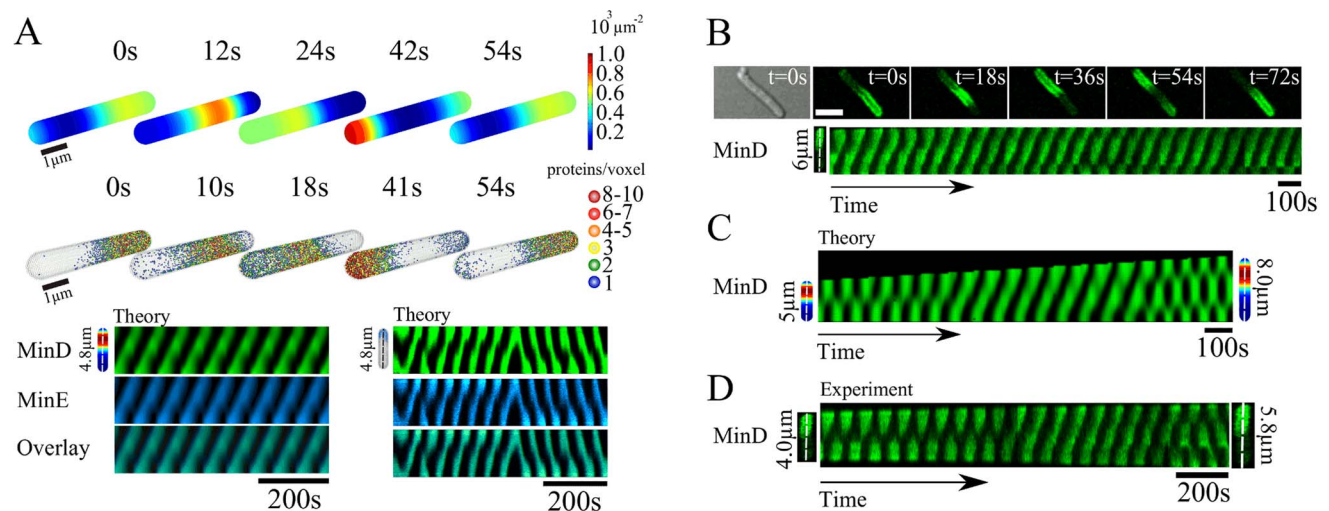 A
10³ μm⁻²
0s 12s 24s 42s 54s
1.0
0.8
0.6
0.4
0.2
1μm
proteins/voxel
0s 10s 18s 41s 54s
8-10
6-7
4-5
3
2
1
1μm
Theory
MinD
4.8μm
MinE
Overlay
200s
Theory
4.8μm
200s
B
t=0s t=0s t=18s t=36s t=54s t=72s
MinD
9μm
Time
100s
C
Theory
MinD
5μm
8.0μm
Time
100s
D
Experiment
MinD
4.0μm
5.8μm
Time
200s